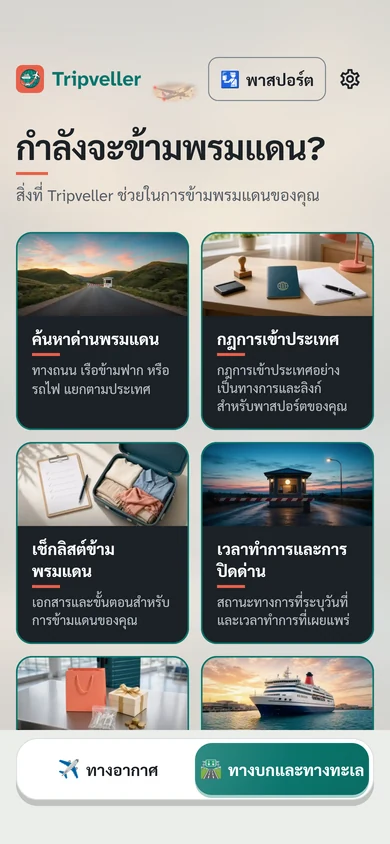 Tripveller
พาสปอร์ต
กำลังจะข้ามพรมแดน?
สิ่งที่ Tripveller ช่วยในการข้ามพรมแดนของคุณ
ค้นหาด่านพรมแดน
ทางถนน เรือข้ามฟาก หรือ
รถไฟ แยกตามประเทศ
กฎการเข้าประเทศ
กฎการเข้าประเทศอย่าง
เป็นทางการและลิงก์
สำหรับพาสปอร์ตของคุณ
เช็กลิสต์ข้าม
พรมแดน
เอกสารและขั้นตอนสำหรับ
การข้ามแดนของคุณ
เวลาทำการและการ
ปิดด่าน
สถานะทางการที่ระบุวันที่
และเวลาทำการที่เผยแพร่
ทางอากาศ
ทางบกและทางทะเล